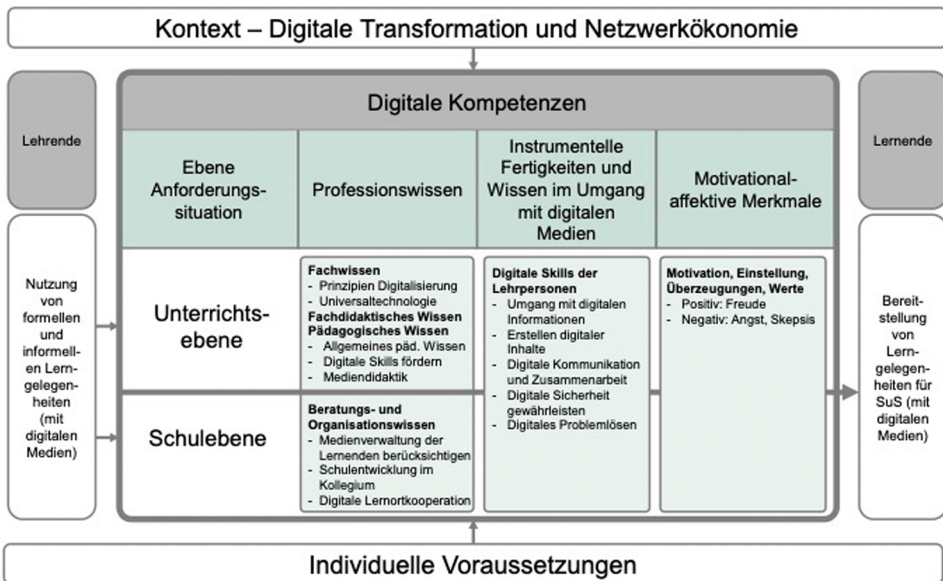 Kontext – Digitale Transformation und Netzwerkökonomie
Lehrende
Nutzung
von
formellen
und
informell-
en Lern-
gelegen-
heiten
(mit
digitalen
Medien)
Digitale Kompetenzen
Ebene
Anforderungs-
situation
Professionswissen
Instrumentelle
Fertigkeiten und
Wissen im Umgang
mit digitalen
Medien
Motivational-
affektive Merkmale
Unterrichts-
ebene
Fachwissen
- Prinzipien Digitalisierung
- Universaltechnologie
Fachdidaktisches Wissen
Pädagogisches Wissen
- Allgemeines päd. Wissen
- Digitale Skills fördern
- Mediendidaktik
Digitale Skills der
Lehrpersonen
- Umgang mit digitalen
Informationen
- Erstellen digitaler
Inhalte
- Digitale Kommunikation
und Zusammenarbeit
- Digitale Sicherheit
gewährleisten
- Digitales Problemlösen
Motivation, Einstellung,
Überzeugungen, Werte
- Positiv: Freude
- Negativ: Angst, Skepsis
Schulebene
Beratungs- und
Organisationswissen
- Medienverwaltung der
Lernenden berücksichtigen
- Schulentwicklung im
Kollegium
- Digitale Lernortkooperation
Lernende
Bereit-
stellung
von
Lern-
gelegen-
heiten für
SuS (mit
digitalen
Medien)
Individuelle Voraussetzungen